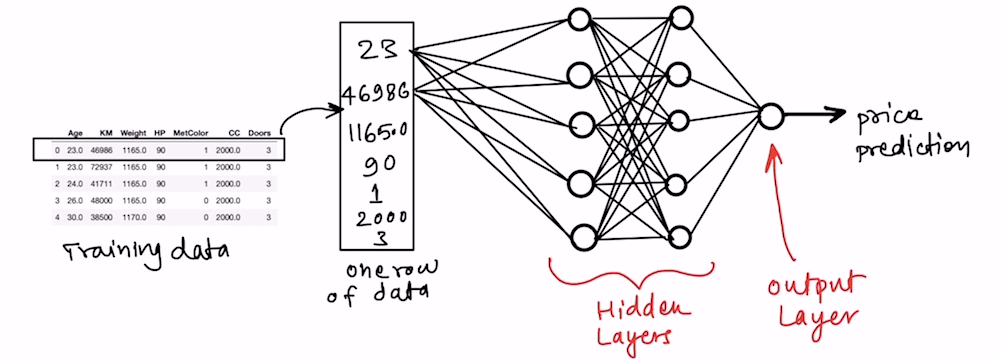 Age KM Weight HP MetColor CC Doors
0 23.0 46986 1165.0 90 1 2000.0 3
1 23.0 72937 1165.0 90 1 2000.0 3
2 24.0 41711 1165.0 90 1 2000.0 3
3 26.0 48000 1165.0 90 0 2000.0 3
4 30.0 38500 1170.0 90 0 2000.0 3
Training data
23
46986
1165.0
90
1
2000
3
one row
of data
Hidden
Layers
output
Layer
price
prediction